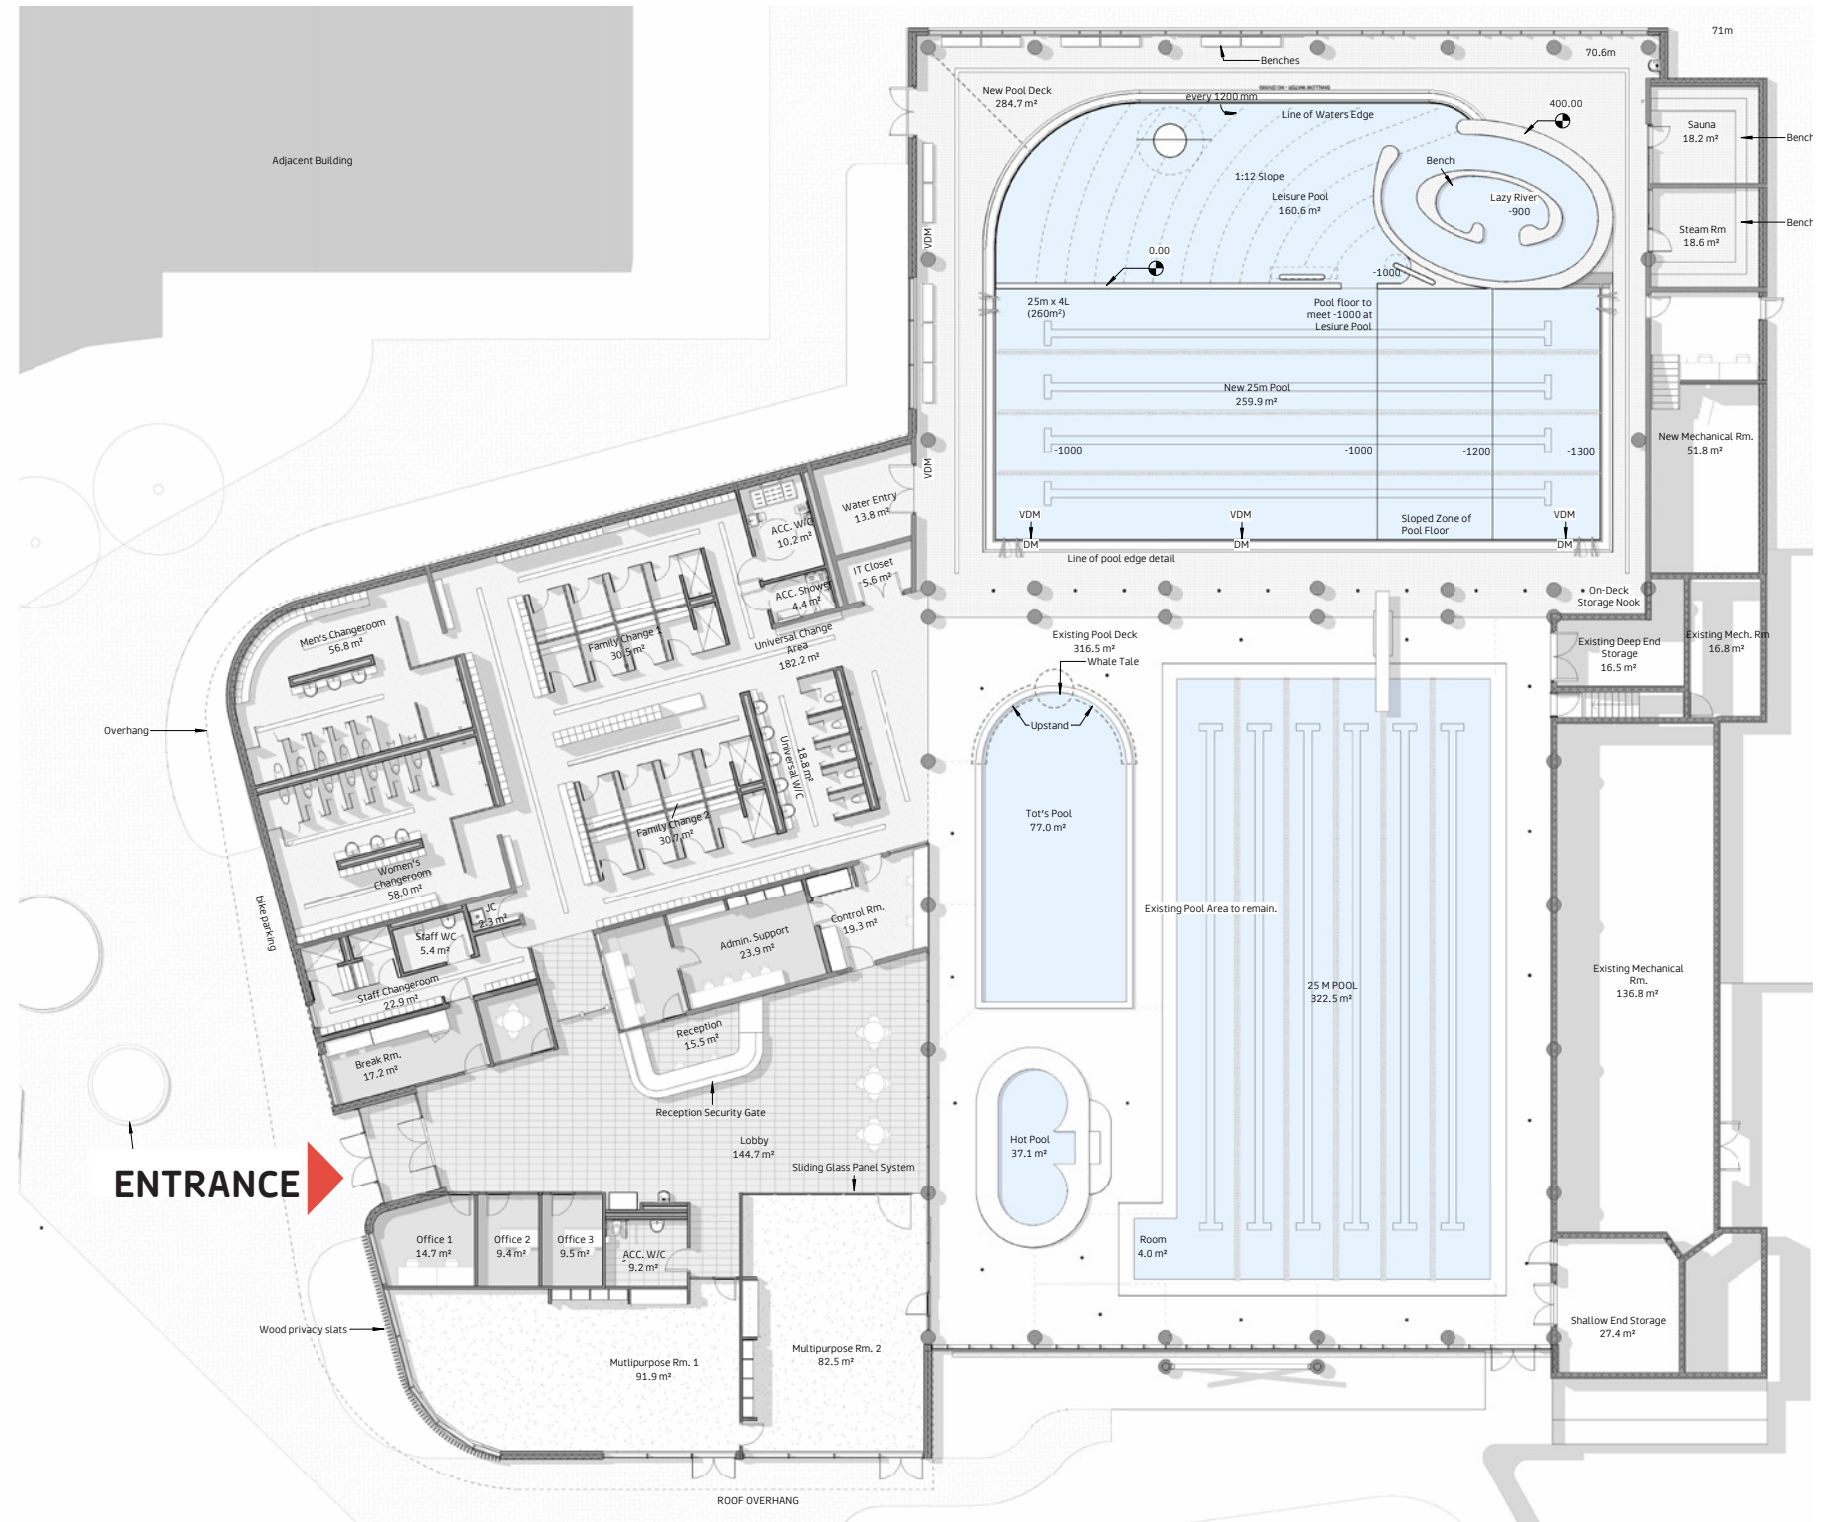 71m
70.6m
Benches
New Pool Deck
284.7 m²
SHALLOW WATER - NO DIVING
every 1200 mm
Line of Waters Edge
400.00
Sauna
18.2 m²
Bench
Adjacent Building
Bench
1:12 Slope
Leisure Pool
160.6 m²
Lazy River
-900
Bench
Steam Rm
18.6 m²
VDM
0.00
-1000
25m x 4L
(260m²)
Pool floor to
meet -1000 at
Lesiure Pool
New 25m Pool
259.9 m²
New Mechanical Rm.
51.8 m²
-1000
-1000
-1200
-1300
VDM
Water Entry
13.8 m²
ACC. W/C
10.2 m²
VDM
DM
VDM
DM
Sloped Zone of
Pool Floor
VDM
DM
Line of pool edge detail
IT Closet
5.6 m²
ACC. Shower
4.4 m²
On-Deck
Storage Nook
Men's Changeroom
56.8 m²
Family Change 1
30.5 m²
Universal Change
Area
182.2 m²
Existing Pool Deck
316.5 m²
Whale Tale
Existing Deep End
Storage
16.5 m²
Existing Mech. Rm
16.8 m²
Upstand
Overhang
Universal W/C
18.8 m²
Tot's Pool
77.0 m²
Family Change 2
30.7 m²
Women's
Changeroom
58.0 m²
bike parking
JC
2.3 m²
Staff WC
5.4 m²
Admin. Support
23.9 m²
Control Rm.
19.3 m²
Existing Pool Area to remain.
Staff Changeroom
22.9 m²
25 M POOL
322.5 m²
Existing Mechanical
Rm.
136.8 m²
Reception
15.5 m²
Break Rm.
17.2 m²
Reception Security Gate
Lobby
144.7 m²
Hot Pool
37.1 m²
Sliding Glass Panel System
ENTRANCE
Office 1
14.7 m²
Office 2
9.4 m²
Office 3
9.5 m²
ACC. W/C
9.2 m²
Room
4.0 m²
Wood privacy slats
Mutlipurpose Rm. 1
91.9 m²
Multipurpose Rm. 2
82.5 m²
Shallow End Storage
27.4 m²
ROOF OVERHANG